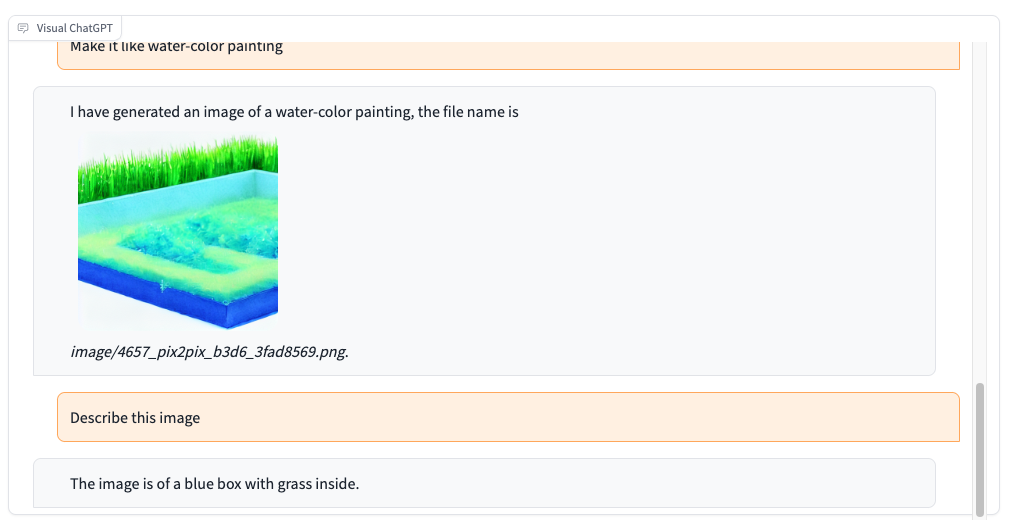 Visual ChatGPT
Make it like water-color painting
I have generated an image of a water-color painting, the file name is
image/4657_pix2pix_b3d6_3fad8569.png.
Describe this image
The image is of a blue box with grass inside.